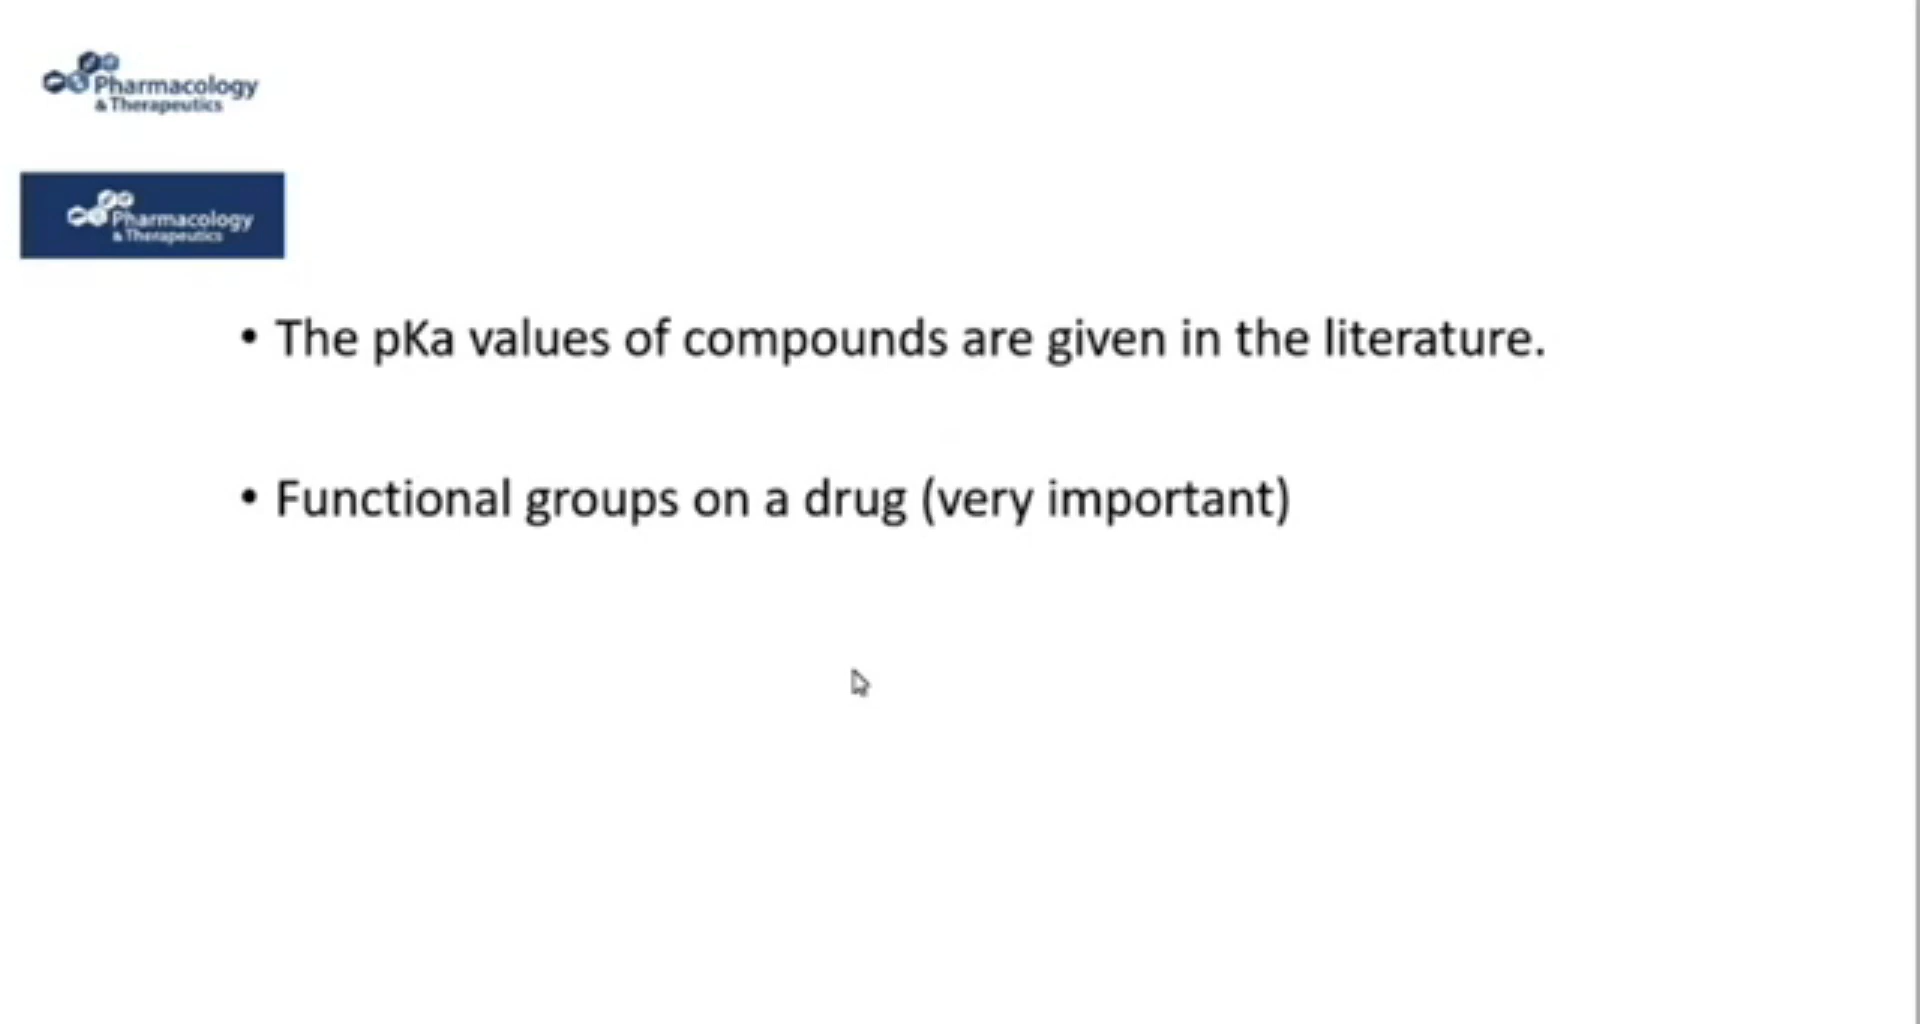 Pharmacology
& Therapeutics
Pharmacology
& Therapeutics
• The pKa values of compounds are given in the literature.
• Functional groups on a drug (very important)